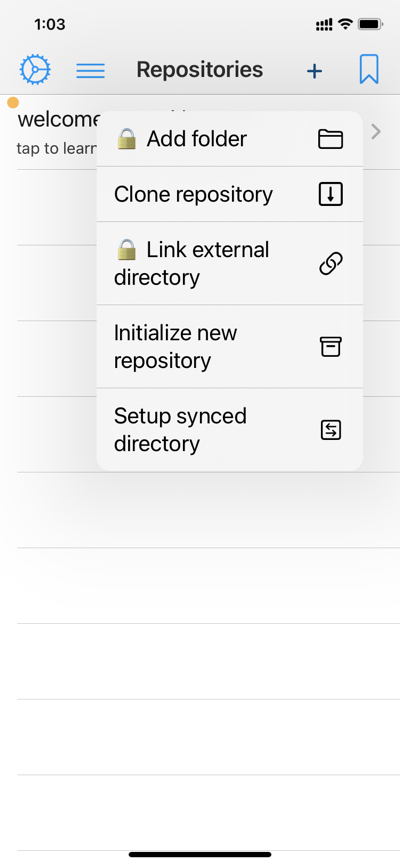 1:03
Repositories
welcome
tap to learn
Add folder
Clone repository
Link external
directory
Initialize new
repository
Setup synced
directory